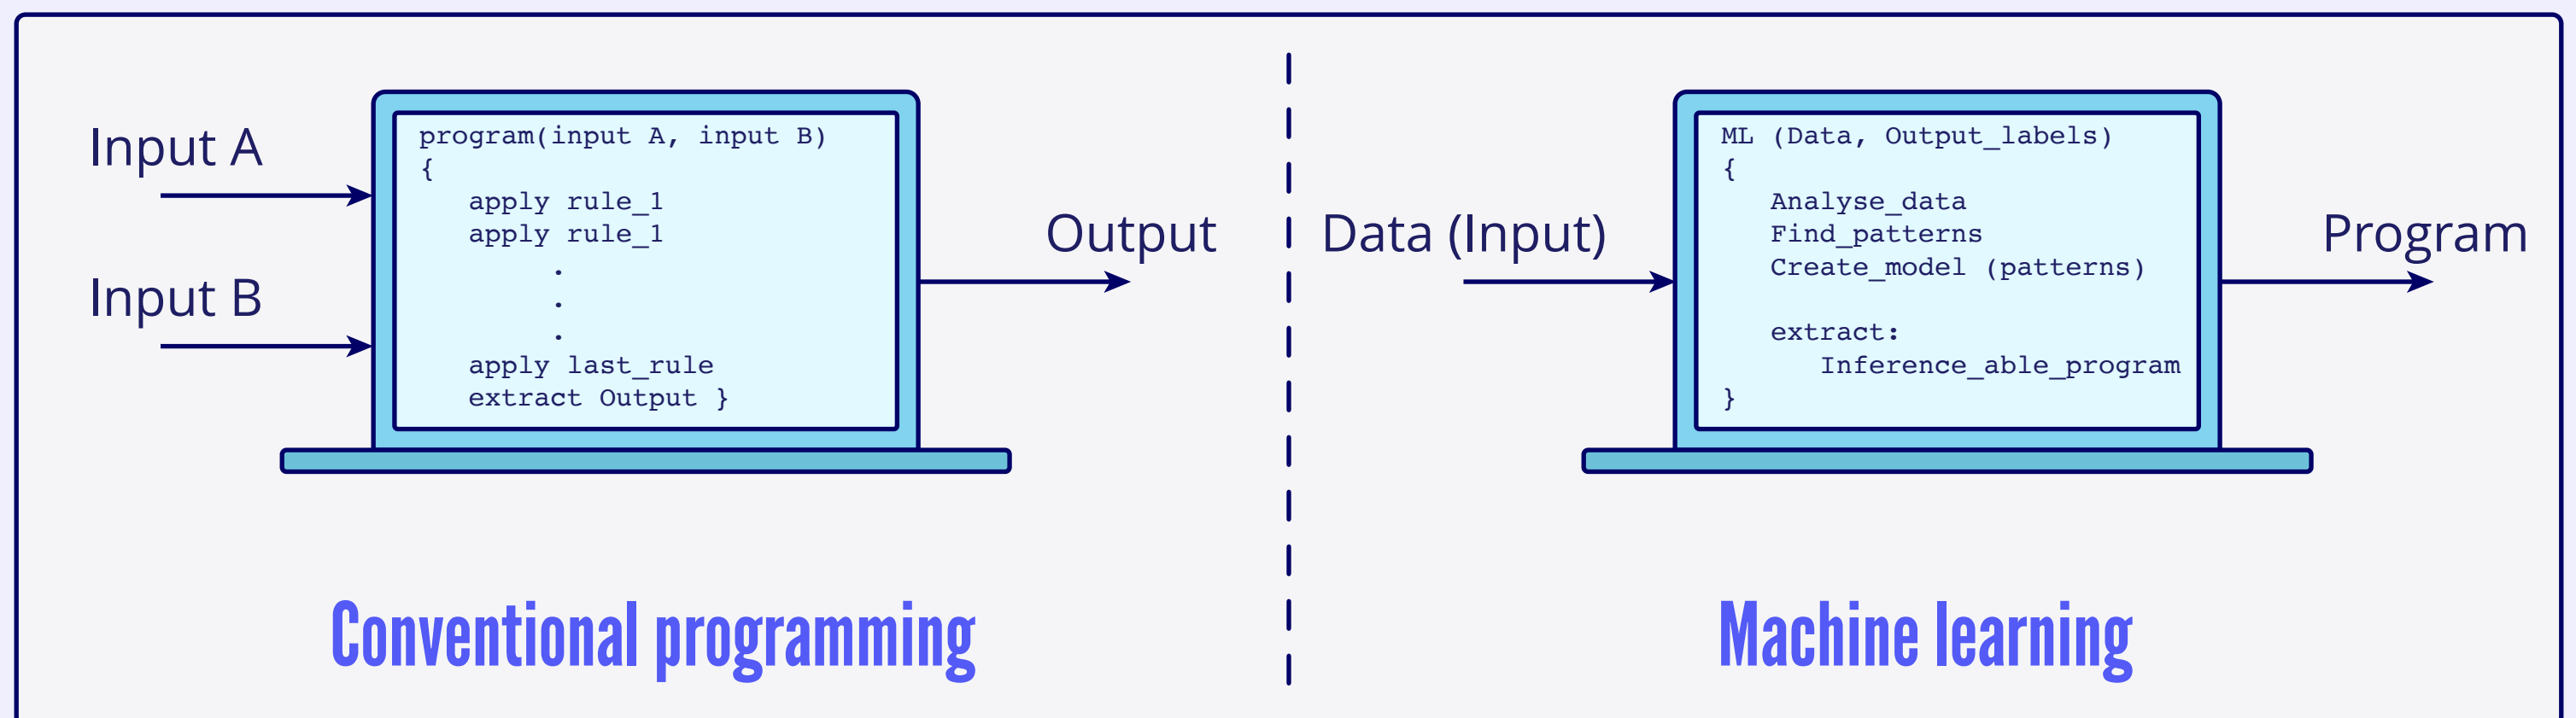 Input A
Input B
program(input A, input B)
{
apply rule_1
apply rule_1
.
.
.
apply last_rule
extract Output }
Output
Conventional programming
Data (Input)
ML (Data, Output_labels)
{
Analyse_data
Find_patterns
Create_model (patterns)
extract:
Inference_able_program
}
Program
Machine learning